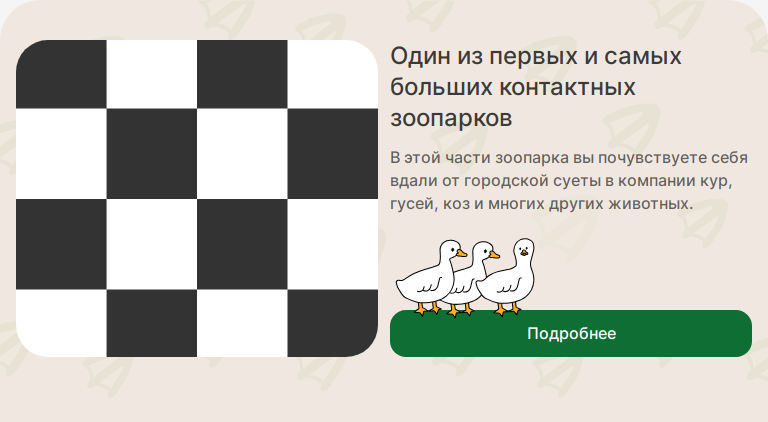 Один из первых и самых
больших контактных
зоопарков
В этой части зоопарка вы почувствуете себя
вдали от городской суеты в компании кур,
гусей, коз и многих других животных.
Подробнее